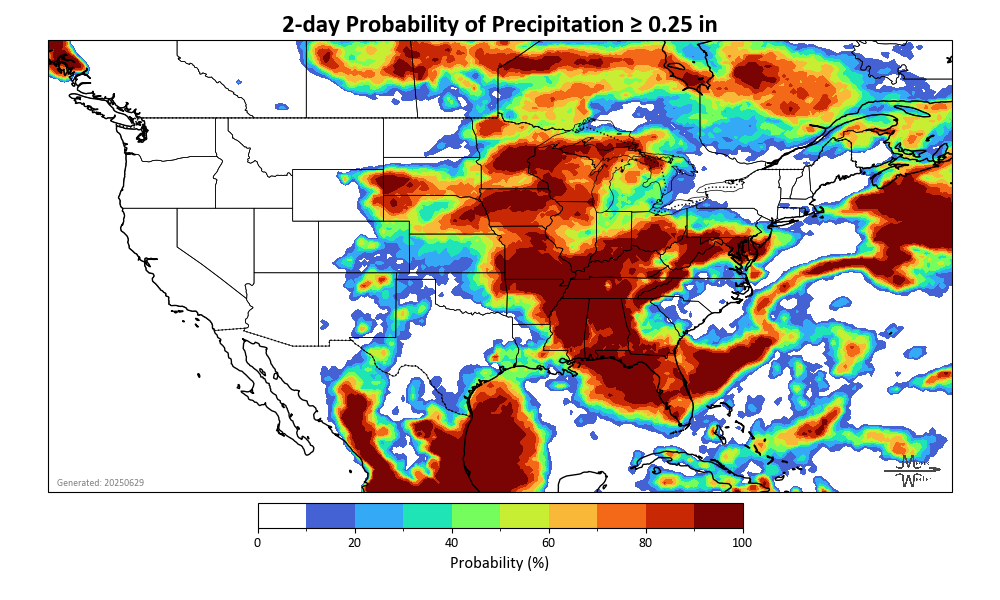 2-day Probability of Precipitation ≥ 0.25 in
Generated: 20250629
0 20 40 60 80 100
Probability (%)